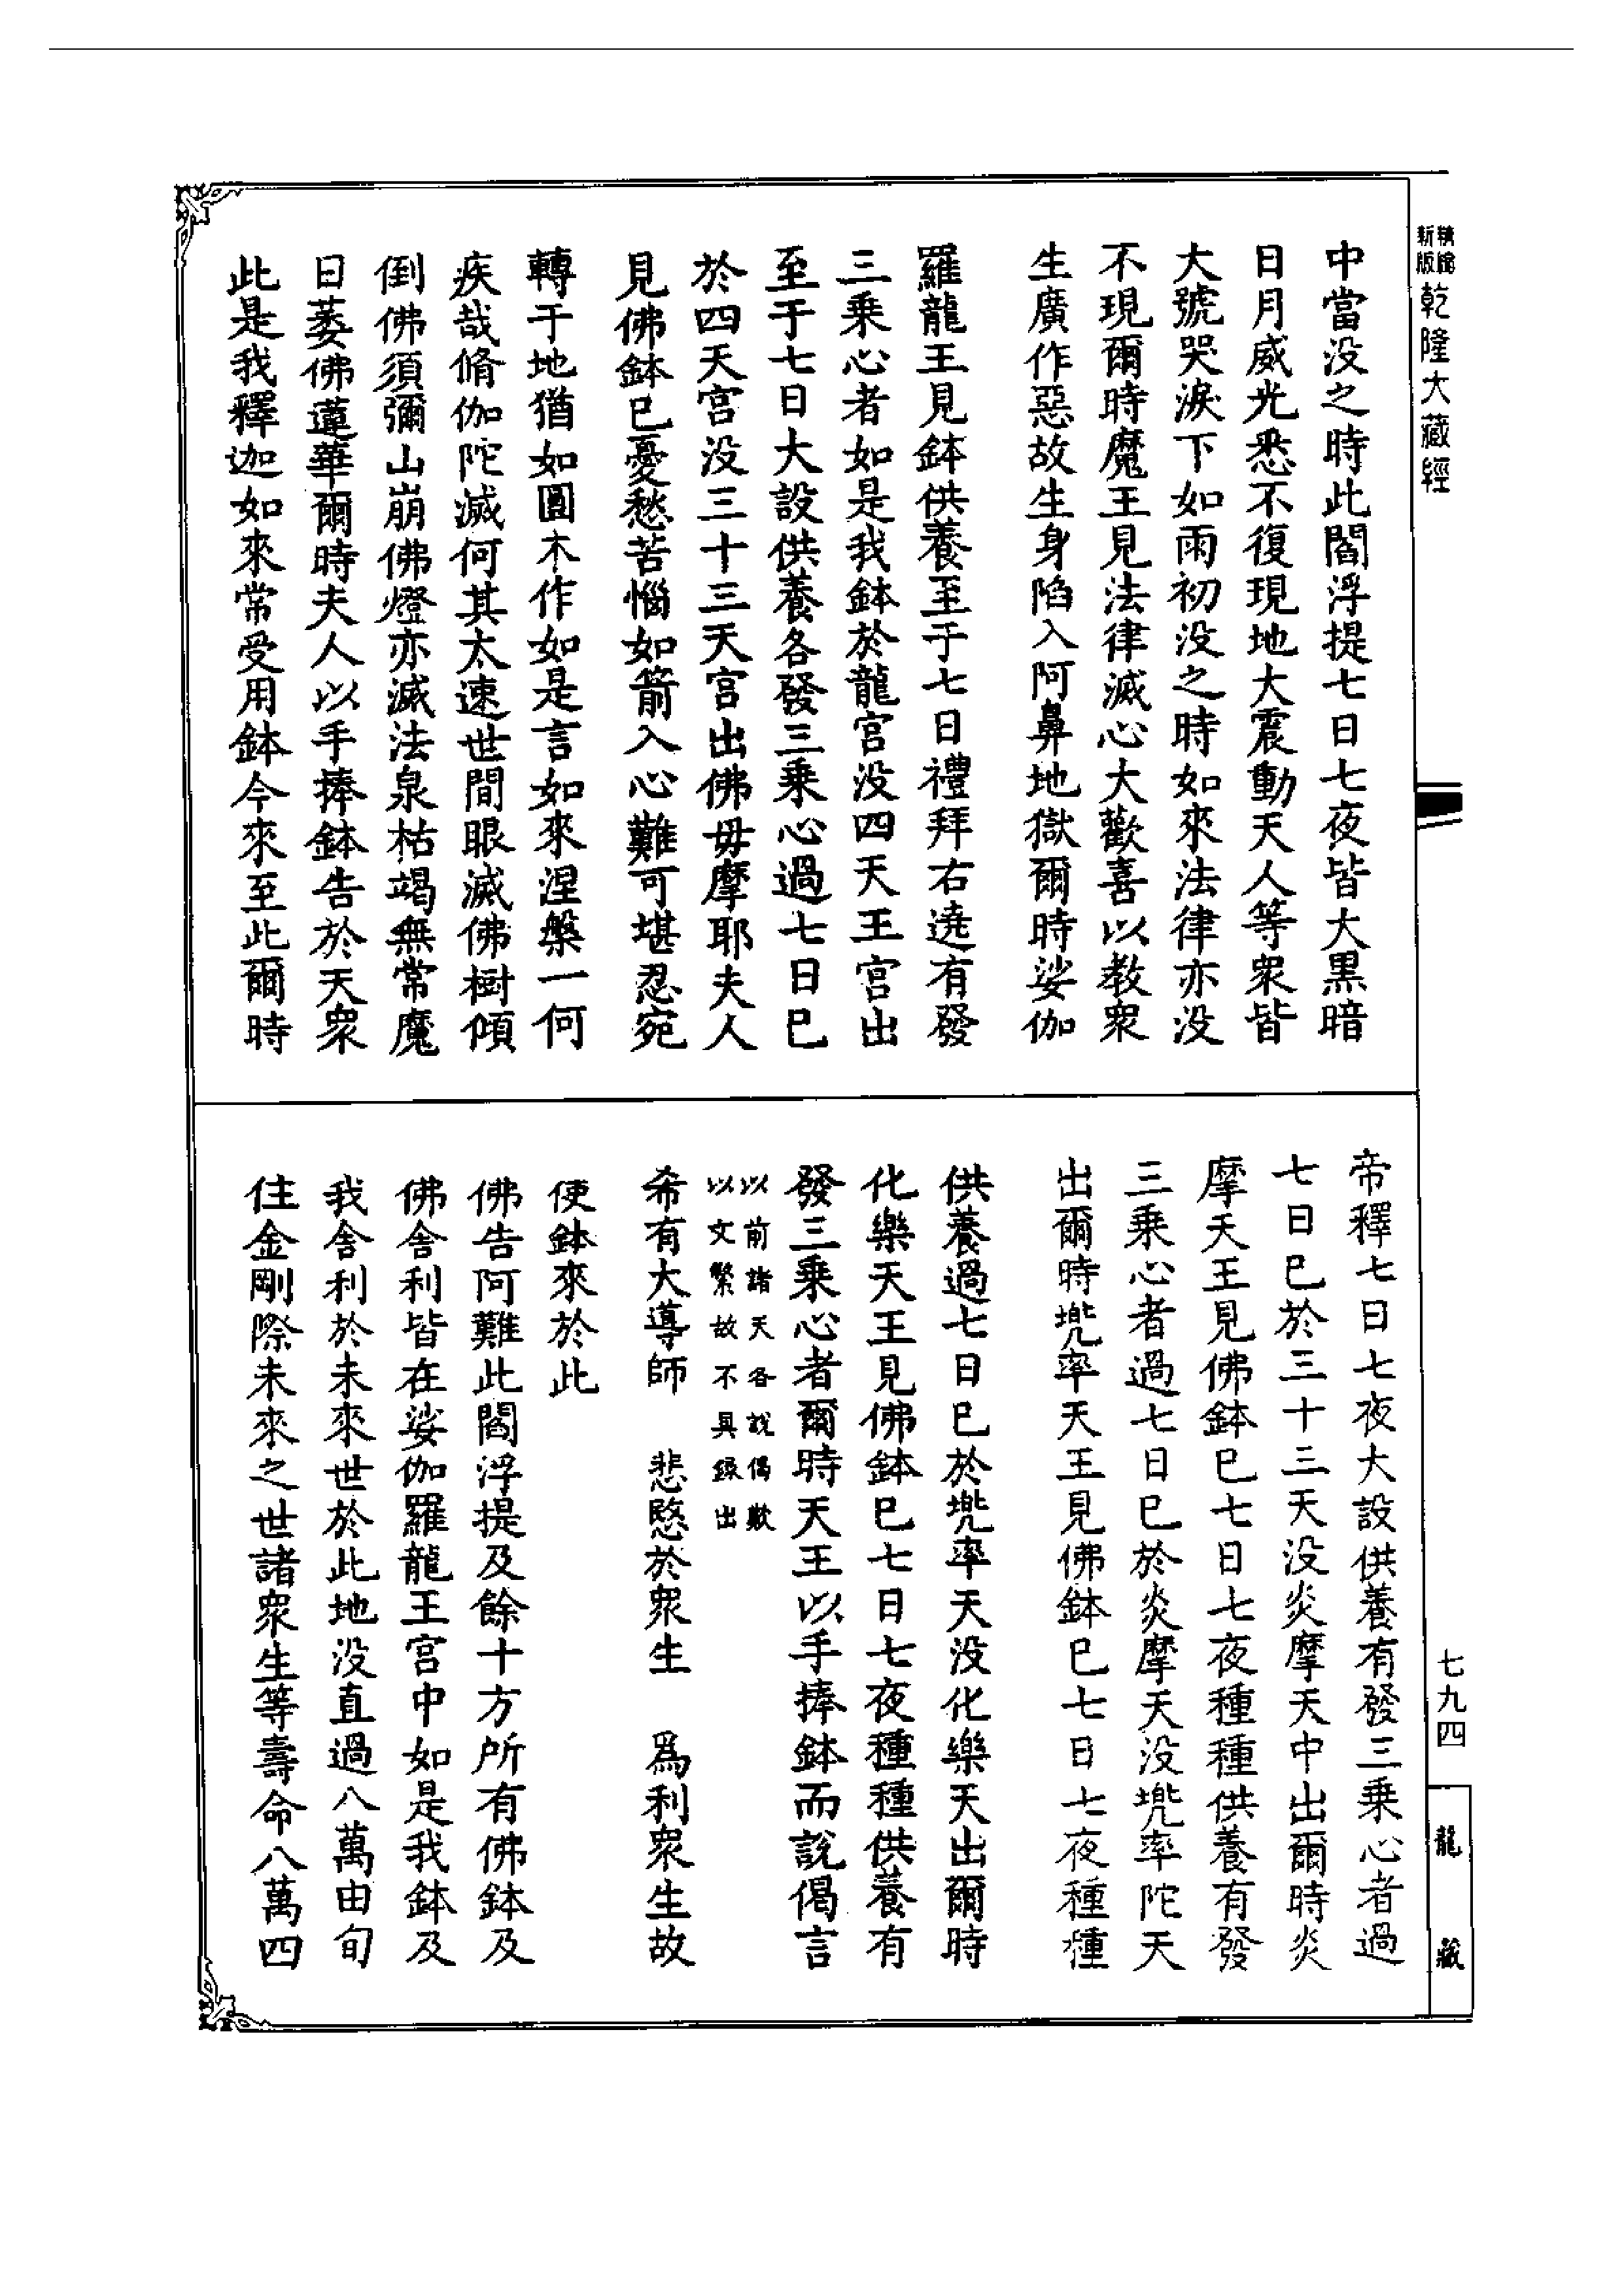 精縮新版乾隆大藏經
中當没之時此閻浮提七日七夜皆大黒暗
日月威光悉不復現地大震動天人等衆皆
大號哭淚下如雨初没之時如來法律亦没
不現爾時魔王見法律滅心大歡喜以教衆
生廣作惡故生身陷入阿鼻地獄爾時娑伽
羅龍王見鉢供養至于七日禮拜右遶有發
三乗心者如是我鉢於龍宫没四天王宫出
至于七日大設供養各發三乗心過七日巳
於四天宫没三十三天宫出佛母摩耶夫人
見佛鉢巳憂愁苦惱如箭入心難可堪忍宛
轉于地猶如圓木作如是言如來涅槃一何
疾哉脩伽陀滅何其太速世間眼滅佛樹傾
倒佛須彌山崩佛燈亦滅法泉枯竭無常魔
日萎佛蓮華爾時夫人以手捧鉢告於天衆
此是我釋迦如來常受用鉢今來至此爾時
帝釋七日七夜大設供養有發三乗心者過
七日巳於三十三天没炎摩天中出爾時炎
摩天王見佛鉢巳七日七夜種種供養有發
三乗心者過七日巳於炎摩天没兠率陀天
出爾時兠率天王見佛鉢巳七日七夜種種
供養過七日巳於兠率天没化樂天出爾時
化樂天王見佛鉢巳七日七夜種種供養有
發三乗心者爾時天王以手捧鉢而說偈言
以前諸天各說偈歎
以文繁故不具錄出
希有大導師　悲愍於衆生　爲利衆生故
使鉢來於此
佛告阿難此閻浮提及餘十方所有佛鉢及
佛舍利皆在娑伽羅龍王宫中如是我鉢及
我舍利於未來世於此地没直過八萬由旬
住金剛際未來之世諸衆生等壽命八萬四
七九四
龍藏